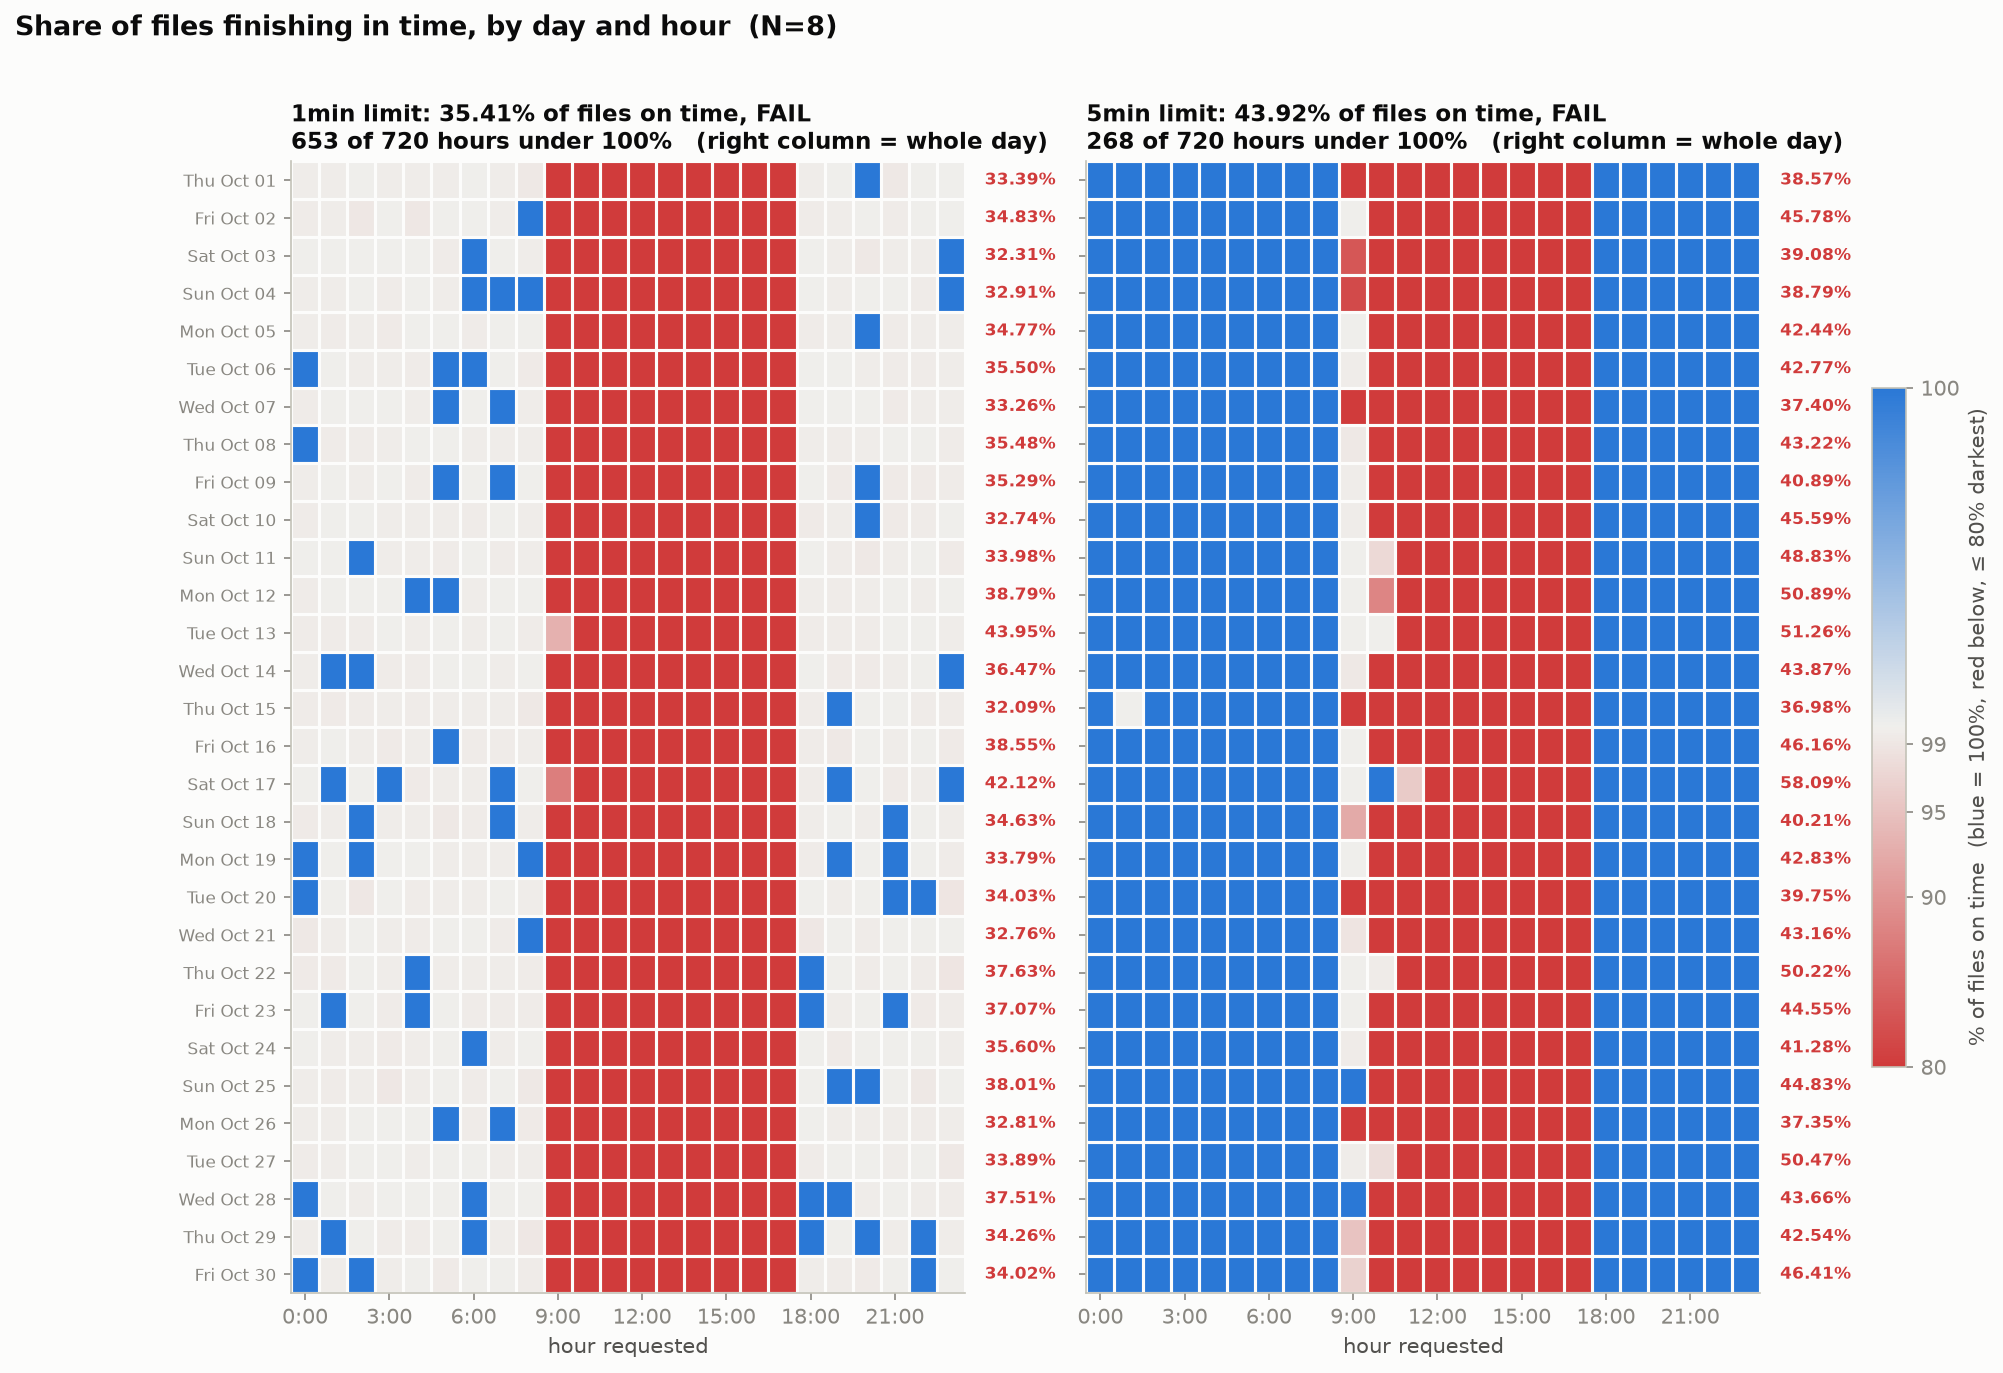 Share of files finishing in time, by day and hour  (N=8)
1min limit: 35.41% of files on time, FAIL
653 of 720 hours under 100%   (right column = whole day)
5min limit: 43.92% of files on time, FAIL
268 of 720 hours under 100%   (right column = whole day)
Thu Oct 01 33.39% 38.57%
Fri Oct 02 34.83% 45.78%
Sat Oct 03 32.31% 39.08%
Sun Oct 04 32.91% 38.79%
Mon Oct 05 34.77% 42.44%
Tue Oct 06 35.50% 42.77%
Wed Oct 07 33.26% 37.40%
Thu Oct 08 35.48% 43.22%
Fri Oct 09 35.29% 40.89%
Sat Oct 10 32.74% 45.59%
Sun Oct 11 33.98% 48.83%
Mon Oct 12 38.79% 50.89%
Tue Oct 13 43.95% 51.26%
Wed Oct 14 36.47% 43.87%
Thu Oct 15 32.09% 36.98%
Fri Oct 16 38.55% 46.16%
Sat Oct 17 42.12% 58.09%
Sun Oct 18 34.63% 40.21%
Mon Oct 19 33.79% 42.83%
Tue Oct 20 34.03% 39.75%
Wed Oct 21 32.76% 43.16%
Thu Oct 22 37.63% 50.22%
Fri Oct 23 37.07% 44.55%
Sat Oct 24 35.60% 41.28%
Sun Oct 25 38.01% 44.83%
Mon Oct 26 32.81% 37.35%
Tue Oct 27 33.89% 50.47%
Wed Oct 28 37.51% 43.66%
Thu Oct 29 34.26% 42.54%
Fri Oct 30 34.02% 46.41%
0:00 3:00 6:00 9:00 12:00 15:00 18:00 21:00
hour requested
0:00 3:00 6:00 9:00 12:00 15:00 18:00 21:00
hour requested
100
99
95
90
80
% of files on time  (blue = 100%, red below, ≤ 80% darkest)